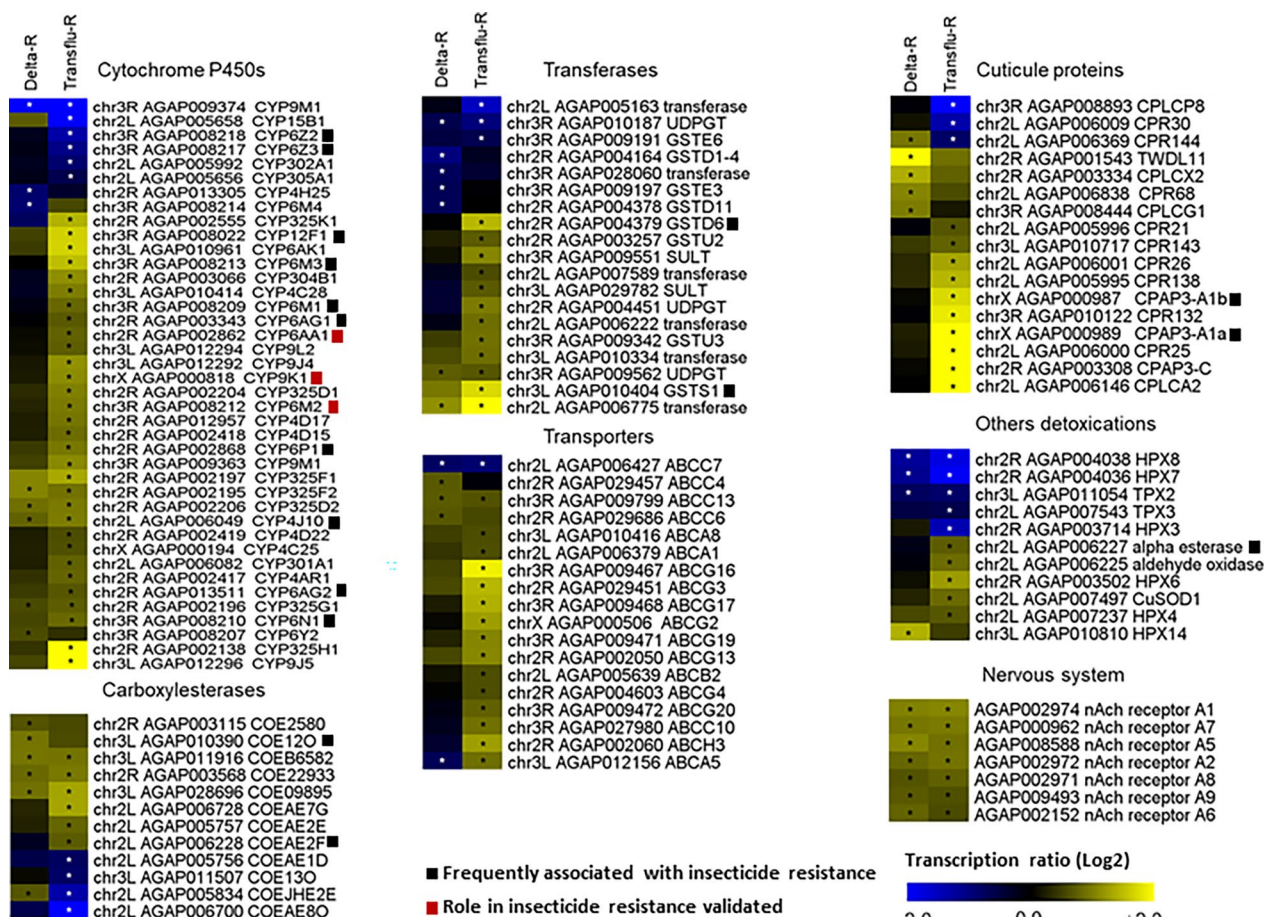 Delta-R
Transflu-R
Cytochrome P450s
chr3R AGAP009374 CYP9M1
chr2L AGAP005658 CYP15B1
chr3R AGAP008218 CYP6Z2
chr3R AGAP008217 CYP6Z3
chr2L AGAP005992 CYP302A1
chr2L AGAP005656 CYP305A1
chr2R AGAP013305 CYP4H25
chr3R AGAP008214 CYP6M4
chr2R AGAP002555 CYP325K1
chr3R AGAP008022 CYP12F1
chr3L AGAP010961 CYP6AK1
chr3R AGAP008213 CYP6M3
chr2R AGAP003066 CYP304B1
chr3L AGAP010414 CYP4C28
chr3R AGAP008209 CYP6M1
chr2R AGAP003343 CYP6AG1
chr2R AGAP002862 CYP6AA1
chr3L AGAP012294 CYP9L2
chr3L AGAP012292 CYP9J4
chrX AGAP000818 CYP9K1
chr2R AGAP002204 CYP325D1
chr3R AGAP008212 CYP6M2
chr2R AGAP012957 CYP4D17
chr2R AGAP002418 CYP4D15
chr2R AGAP002868 CYP6P1
chr3R AGAP009363 CYP9M1
chr2R AGAP002197 CYP325F1
chr2R AGAP002195 CYP325F2
chr2R AGAP002206 CYP325D2
chr2L AGAP006049 CYP4J10
chr2R AGAP002419 CYP4D22
chrX AGAP000194 CYP4C25
chr2L AGAP006082 CYP301A1
chr2R AGAP002417 CYP4AR1
chr2R AGAP013511 CYP6AG2
chr2R AGAP002196 CYP325G1
chr3R AGAP008210 CYP6N1
chr3R AGAP008207 CYP6Y2
chr2R AGAP002138 CYP325H1
chr3L AGAP012296 CYP9J5
Carboxylesterases
chr2R AGAP003115 COE2580
chr3L AGAP010390 COE12O
chr3L AGAP011916 COEB6582
chr2R AGAP003568 COE22933
chr3R AGAP028696 COE09895
chr2L AGAP006728 COEAE7G
chr2L AGAP005757 COEAE2E
chr2L AGAP006228 COEAE2F
chr2L AGAP005756 COEAE1D
chr3L AGAP011507 COE13O
chr2L AGAP005834 COEJHE2E
chr2L AGAP006700 COEAE8O
Delta-R
Transflu-R
Transferases
chr2L AGAP005163 transferase
chr3R AGAP010187 UDPGT
chr3R AGAP009191 GSTE6
chr2R AGAP004164 GSTD1-4
chr3R AGAP028060 transferase
chr3R AGAP009197 GSTE3
chr2R AGAP004378 GSTD11
chr2R AGAP004379 GSTD6
chr2R AGAP003257 GSTU2
chr3R AGAP009551 SULT
chr2L AGAP007589 transferase
chr3L AGAP029782 SULT
chr2R AGAP004451 UDPGT
chr2L AGAP006222 transferase
chr3R AGAP009342 GSTU3
chr3L AGAP010334 transferase
chr3R AGAP009562 UDPGT
chr3L AGAP010404 GSTS1
chr2L AGAP006775 transferase
Transporters
chr2L AGAP006427 ABCC7
chr2R AGAP029457 ABCC4
chr3R AGAP009799 ABCC13
chr2R AGAP029686 ABCC6
chr3L AGAP010416 ABCA8
chr2L AGAP006379 ABCA1
chr3R AGAP009467 ABCG16
chr2R AGAP029451 ABCG3
chr3R AGAP009468 ABCG17
chrX AGAP000506 ABCG2
chr3R AGAP009471 ABCG19
chr2R AGAP002050 ABCG13
chr2L AGAP005639 ABCB2
chr2R AGAP004603 ABCG4
chr3R AGAP009472 ABCG20
chr3R AGAP027980 ABCC10
chr2R AGAP002060 ABCH3
chr3L AGAP012156 ABCA5
Frequently associated with insecticide resistance
Role in insecticide resistance validated
Delta-R
Transflu-R
Cuticule proteins
chr3R AGAP008893 CPLCP8
chr2L AGAP006009 CPR30
chr2L AGAP006369 CPR144
chr2R AGAP001543 TWDL11
chr2R AGAP003334 CPLCX2
chr2L AGAP006838 CPR68
chr3R AGAP008444 CPLCG1
chr2L AGAP005996 CPR21
chr3L AGAP010717 CPR143
chr2L AGAP006001 CPR26
chr2L AGAP005995 CPR138
chrX AGAP000987 CPAP3-A1b
chr3R AGAP010122 CPR132
chrX AGAP000989 CPAP3-A1a
chr2L AGAP006000 CPR25
chr2R AGAP003308 CPAP3-C
chr2L AGAP006146 CPLCA2
Others detoxications
chr2R AGAP004038 HPX8
chr2R AGAP004036 HPX7
chr3L AGAP011054 TPX2
chr2L AGAP007543 TPX3
chr2R AGAP003714 HPX3
chr2L AGAP006227 alpha esterase
chr2L AGAP006225 aldehyde oxidase
chr2R AGAP003502 HPX6
chr2L AGAP007497 CuSOD1
chr2L AGAP007237 HPX4
chr3L AGAP010810 HPX14
Nervous system
AGAP002974 nAch receptor A1
AGAP000962 nAch receptor A7
AGAP008588 nAch receptor A5
AGAP002972 nAch receptor A2
AGAP002971 nAch receptor A8
AGAP009493 nAch receptor A9
AGAP002152 nAch receptor A6
Transcription ratio (Log2)